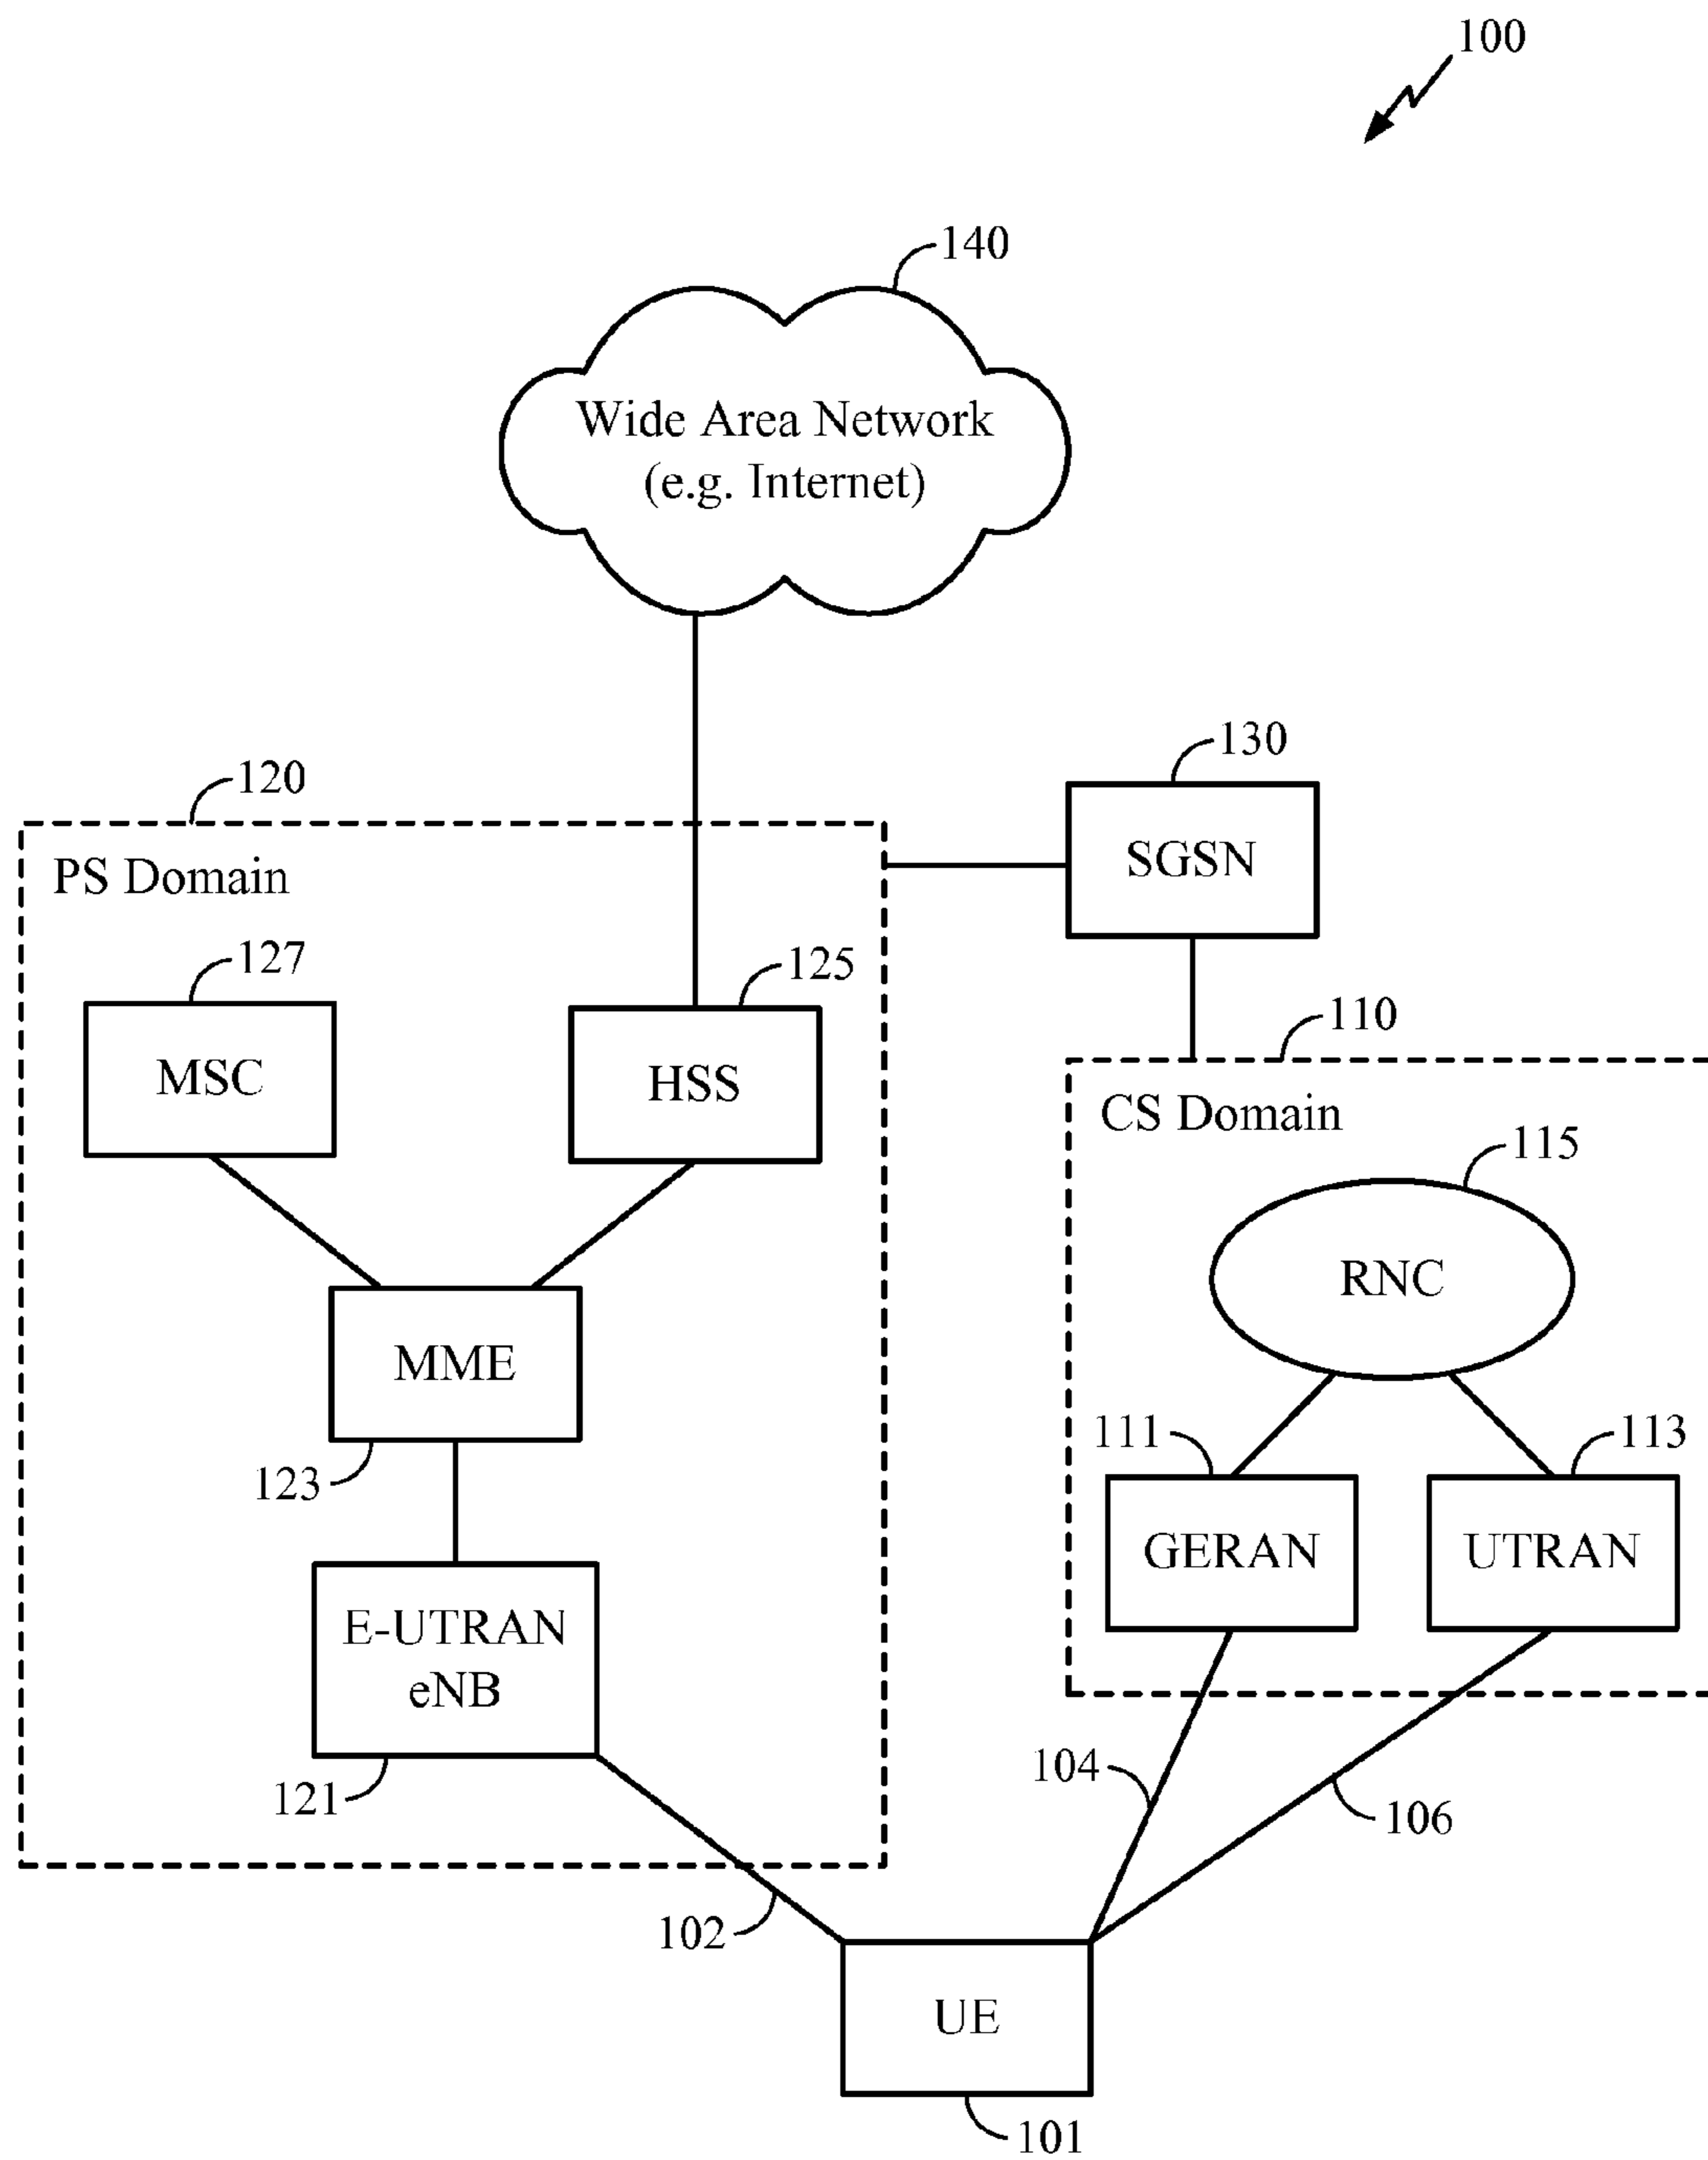 100
140
Wide Area Network
(e.g. Internet)
130
SGSN
120
PS Domain
127
MSC
125
HSS
110
CS Domain
115
RNC
MME
123
111
113
GERAN
UTRAN
E-UTRAN
eNB
121
104
106
102
UE
101